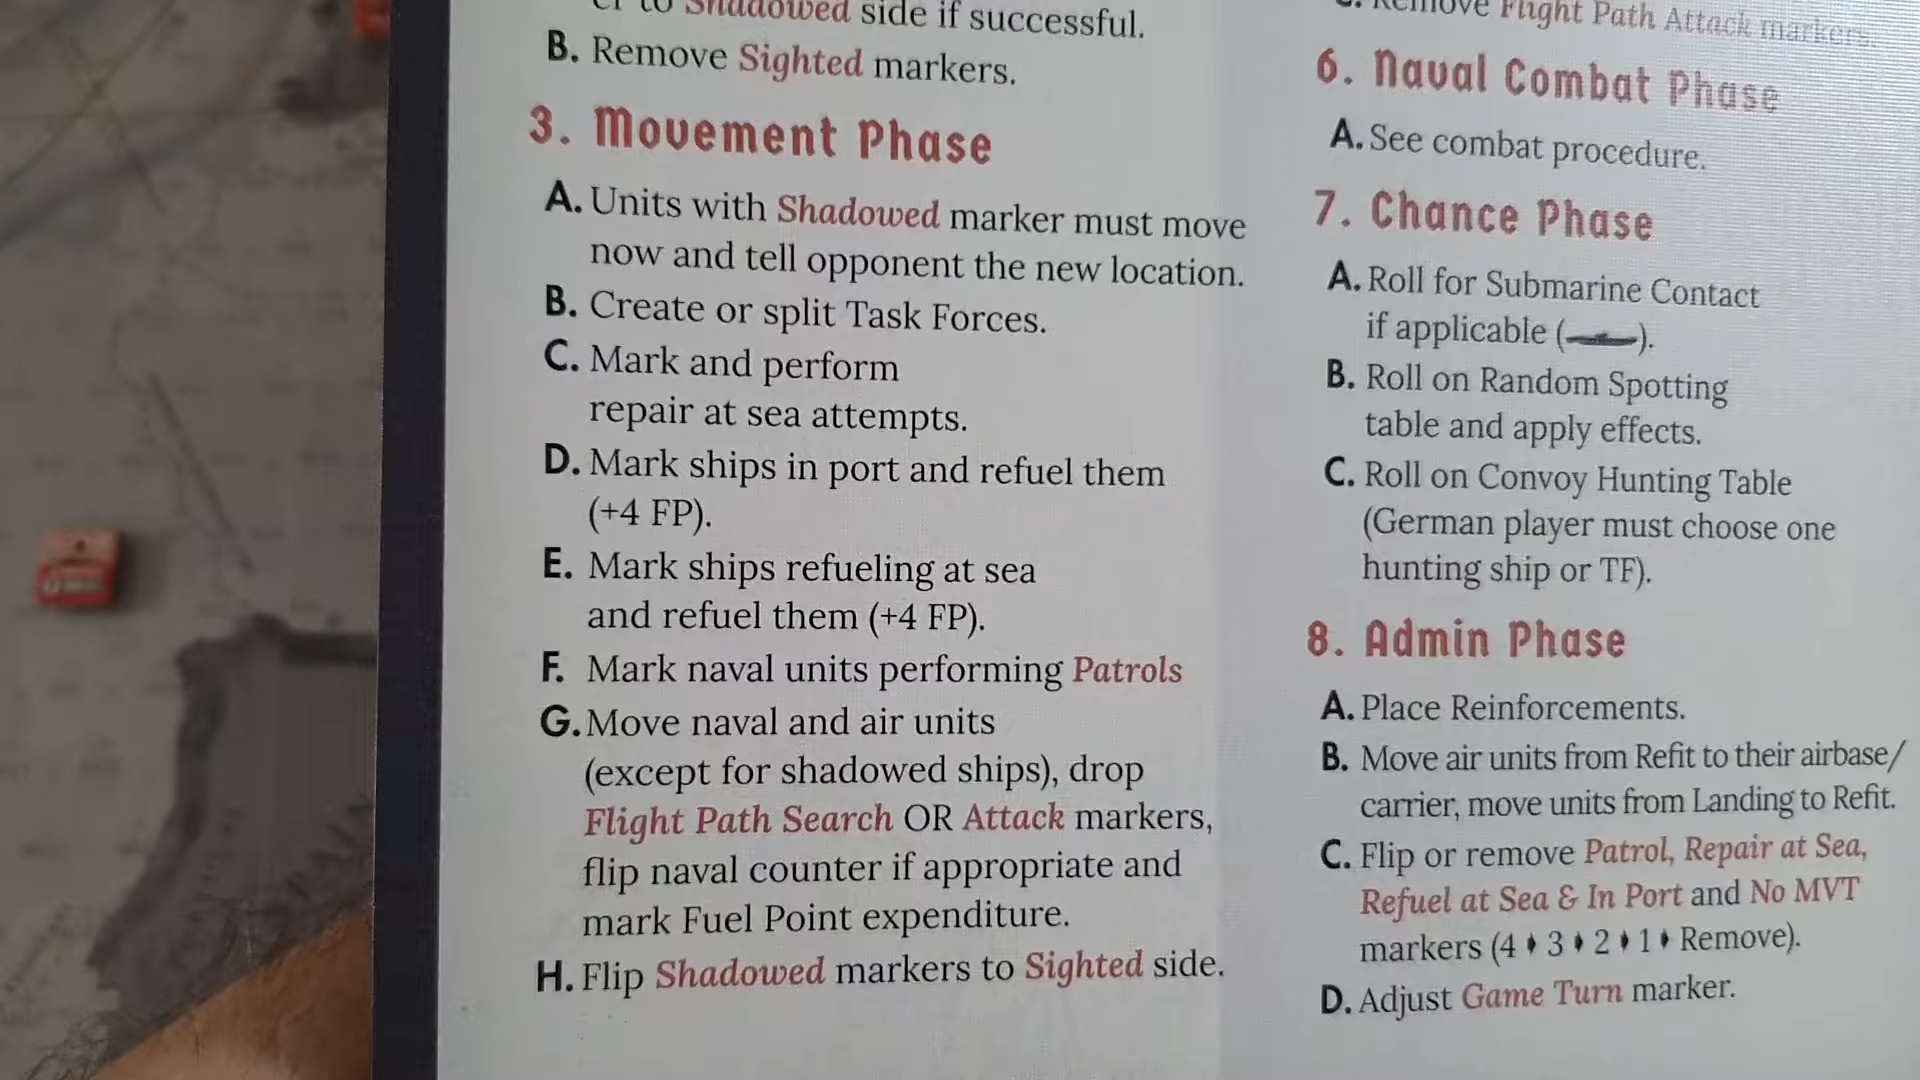 er to Shadowed side if successful.
B. Remove Sighted markers.
3. Movement Phase
A. Units with Shadowed marker must move
now and tell opponent the new location.
B. Create or split Task Forces.
C. Mark and perform
repair at sea attempts.
D. Mark ships in port and refuel them
(+4 FP).
E. Mark ships refueling at sea
and refuel them (+4 FP).
F. Mark naval units performing Patrols
G. Move naval and air units
(except for shadowed ships), drop
Flight Path Search OR Attack markers,
flip naval counter if appropriate and
mark Fuel Point expenditure.
H. Flip Shadowed markers to Sighted side.
Remove Flight Path Attack markers.
6. Naval Combat Phase
A. See combat procedure.
7. Chance Phase
A. Roll for Submarine Contact
if applicable ( ).
B. Roll on Random Spotting
table and apply effects.
C. Roll on Convoy Hunting Table
(German player must choose one
hunting ship or TF).
8. Admin Phase
A. Place Reinforcements.
B. Move air units from Refit to their airbase/
carrier, move units from Landing to Refit.
C. Flip or remove Patrol, Repair at Sea,
Refuel at Sea & In Port and No MVT
markers (4 ➧ 3 ➧ 2 ➧ 1 ➧ Remove).
D. Adjust Game Turn marker.